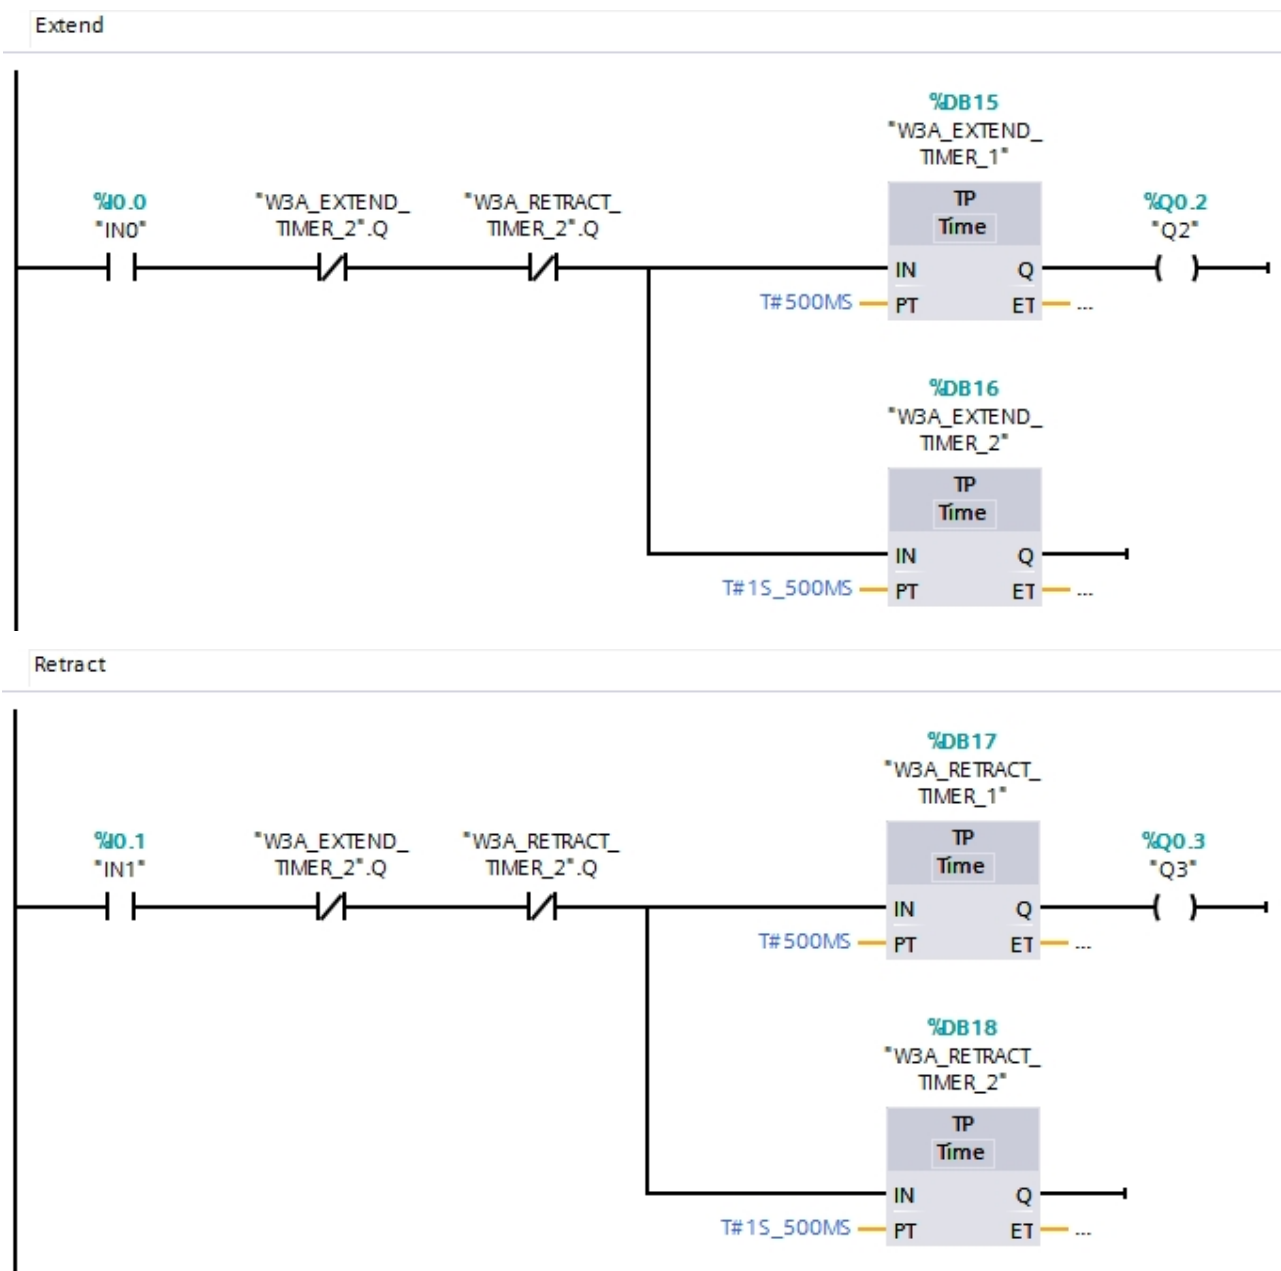 Extend
%DB15
"W3A_EXTEND_
TIMER_1"
%I0.0
"IN0"
"W3A_EXTEND_
TIMER_2".Q
"W3A_RETRACT_
TIMER_2".Q
TP
Time
%Q0.2
"Q2"
IN
Q
T#500MS
PT
ET
...
%DB16
"W3A_EXTEND_
TIMER_2"
TP
Time
IN
Q
T#1S_500MS
PT
ET
...
Retract
%DB17
"W3A_RETRACT_
TIMER_1"
%I0.1
"IN1"
"W3A_EXTEND_
TIMER_2".Q
"W3A_RETRACT_
TIMER_2".Q
TP
Time
%Q0.3
"Q3"
IN
Q
T#500MS
PT
ET
...
%DB18
"W3A_RETRACT_
TIMER_2"
TP
Time
IN
Q
T#1S_500MS
PT
ET
...